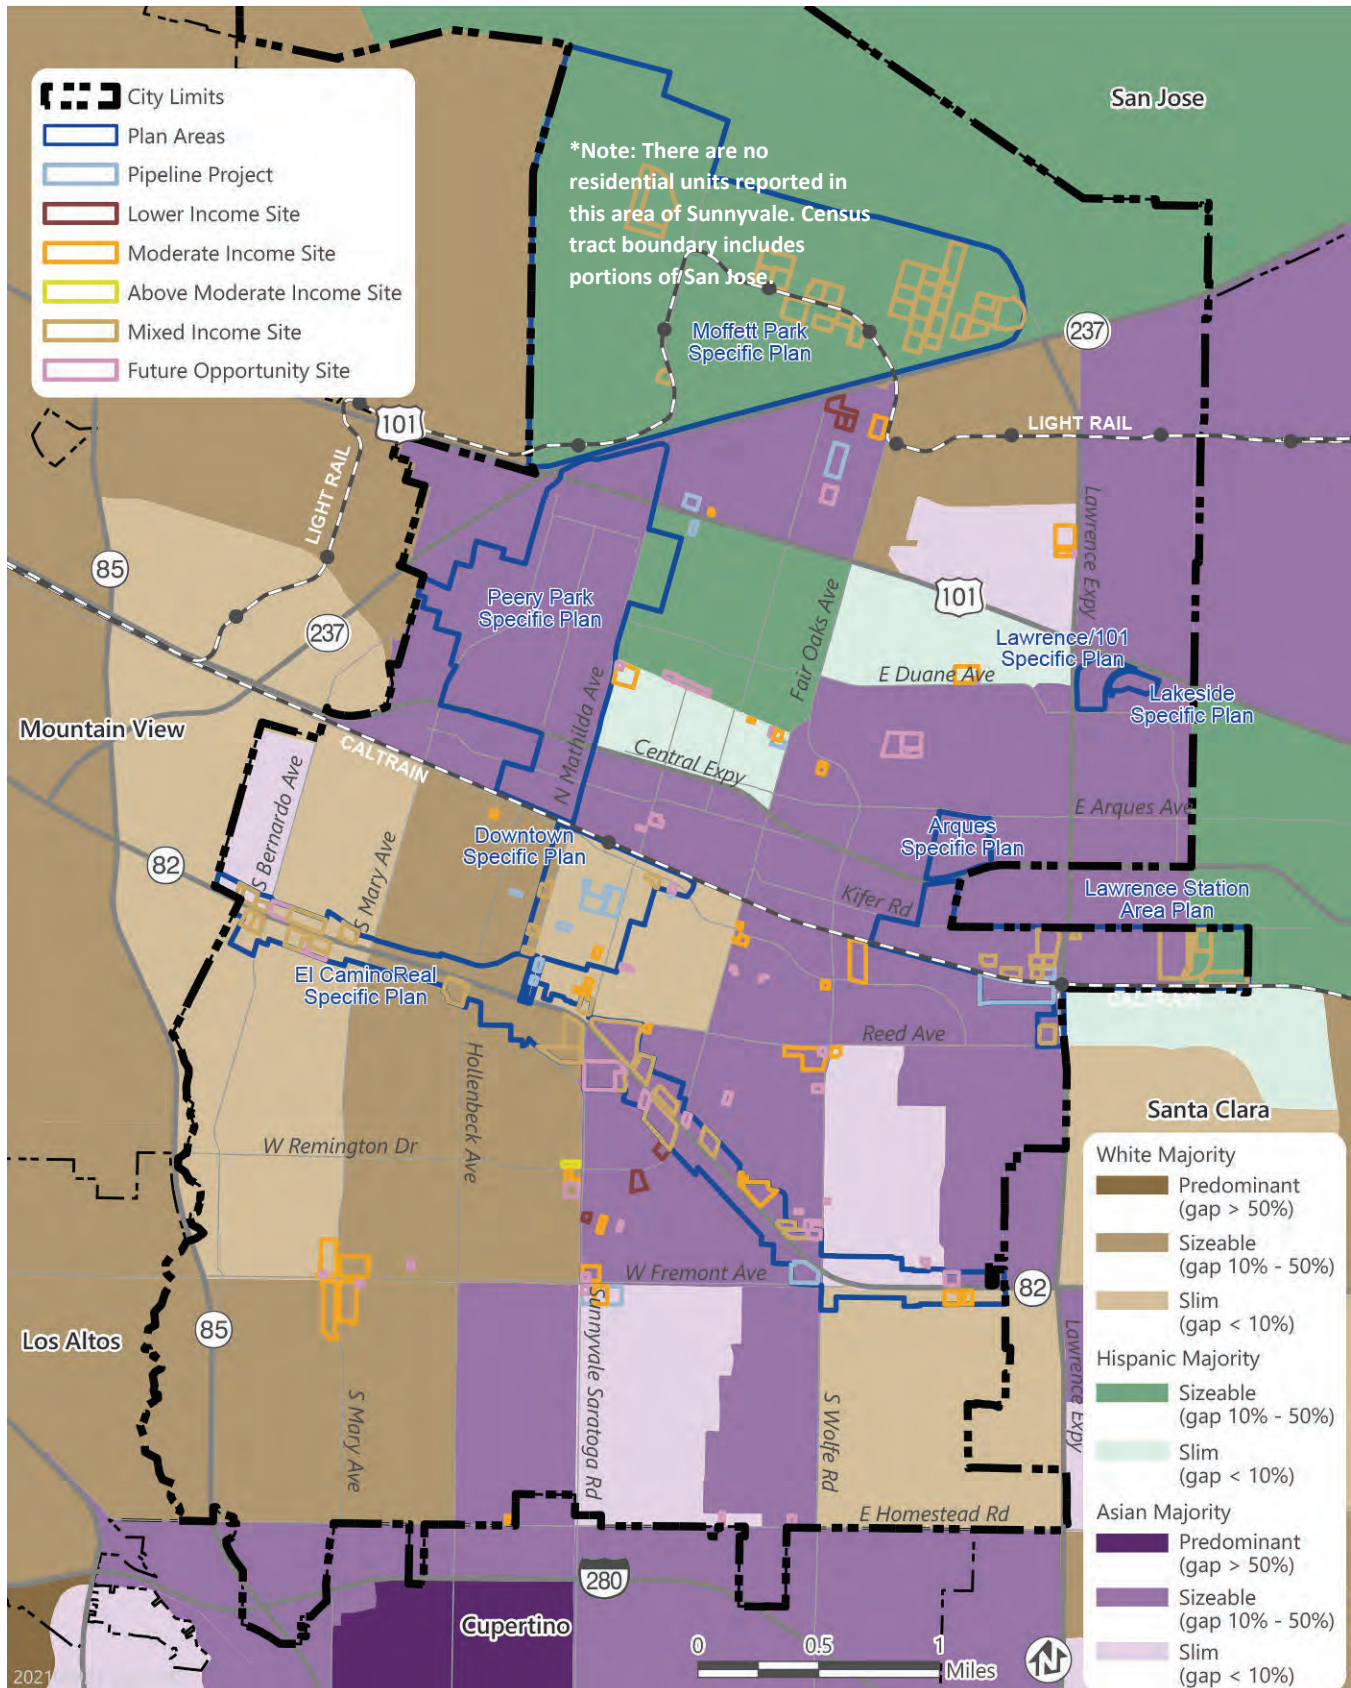 City Limits
Plan Areas
Pipeline Project
Lower Income Site
Moderate Income Site
Above Moderate Income Site
Mixed Income Site
Future Opportunity Site
San Jose
*Note: There are no
residential units reported in
this area of Sunnyvale. Census
tract boundary includes
portions of San Jose.
Moffett Park
Specific Plan
237
101
LIGHT RAIL
LIGHT RAIL
Lawrence Expy
85
237
Peery Park
Specific Plan
Fair Oaks Ave
101
Lawrence/101
Specific Plan
E Duane Ave
Lakeside
Specific Plan
Mountain View
CALTRAIN
N Mathilda Ave
Central Expy
S Bernardo Ave
S Mary Ave
E Arques Ave
Downtown
Specific Plan
Arques
Specific Plan
82
Kifer Rd
Lawrence Station
Area Plan
El CaminoReal
Specific Plan
CALTRAIN
Reed Ave
Hollenbeck Ave
Santa Clara
W Remington Dr
W Fremont Ave
82
Los Altos
85
Sunnyvale Saratoga Rd
S Mary Ave
S Wolfe Rd
Lawrence Expy
E Homestead Rd
280
Cupertino
White Majority
Predominant
(gap > 50%)
Sizeable
(gap 10% - 50%)
Slim
(gap < 10%)
Hispanic Majority
Sizeable
(gap 10% - 50%)
Slim
(gap < 10%)
Asian Majority
Predominant
(gap > 50%)
Sizeable
(gap 10% - 50%)
Slim
(gap < 10%)
0 0.5 1
Miles
N
2021